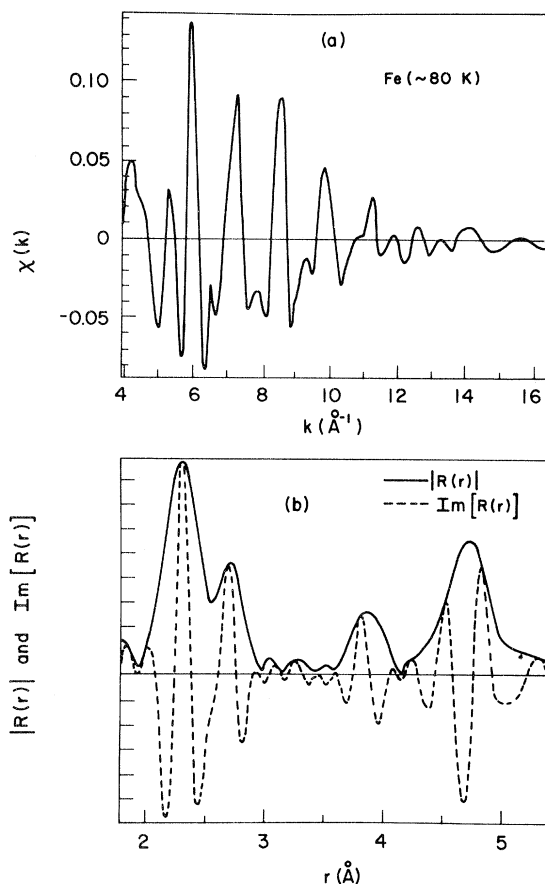 (a)
Fe (~80 K)
0.10
0.05
0
-0.05
χ(k)
4 6 8 10 12 14 16
k (Å⁻¹)
|R(r)|
Im[R(r)]
(b)
|R(r)| and Im[R(r)]
2 3 4 5
r (Å)